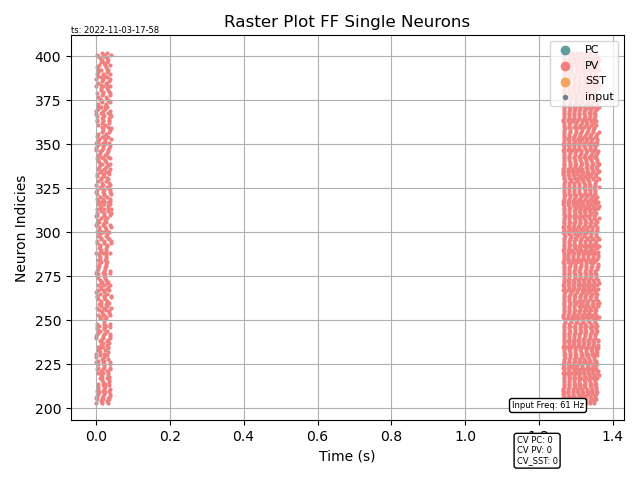 Raster Plot FF Single Neurons
ts: 2022-11-03-17-58
PC
PV
SST
input
400
375
350
325
300
275
250
225
200
Neuron Indicies
Input Freq: 61 Hz
0.0 0.2 0.4 0.6 0.8 1.0 1.2 1.4
CV PC: 0
CV PV: 0
CV_SST: 0
Time (s)